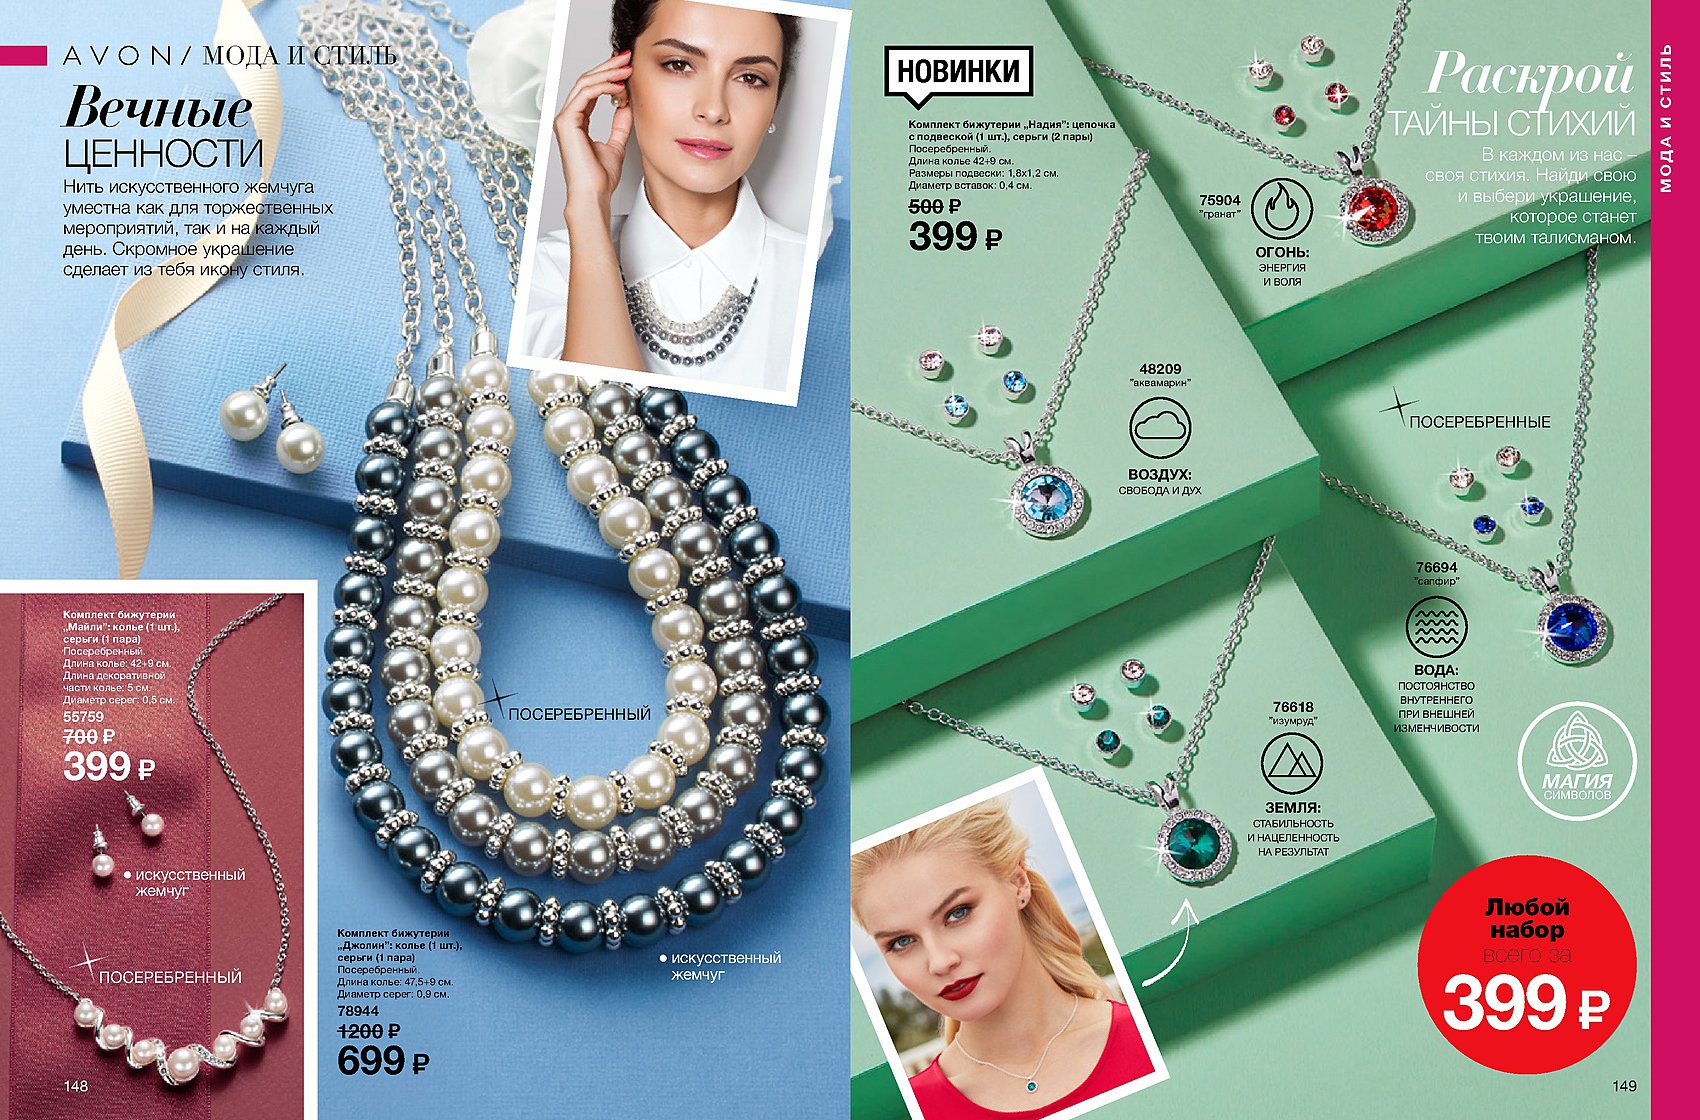 AVON / МОДА И СТИЛЬ
Вечные
ЦЕННОСТИ
Нить искусственного жемчуга
уместна как для торжественных
мероприятий, так и на каждый
день. Скромное украшение
сделает из тебя икону стиля.
Комплект бижутерии
„Майли": колье (1 шт.),
серьги (1 пара)
Посеребренный.
Длина колье: 42+9 см.
Длина декоративной
части колье: 5 см.
Диаметр серег: 0,5 см.
55759
700 ₽
399 ₽
• искусственный
жемчуг
ПОСЕРЕБРЕННЫЙ
148
ПОСЕРЕБРЕННЫЙ
Комплект бижутерии
„Джолин": колье (1 шт.),
серьги (1 пара)
Посеребренный.
Длина колье: 47,5+9 см.
Диаметр серег: 0,9 см.
78944
1200 ₽
699 ₽
• искусственный
жемчуг
НОВИНКИ
Комплект бижутерии „Надия": цепочка
с подвеской (1 шт.), серьги (2 пары)
Посеребренный.
Длина колье 42+9 см.
Размеры подвески: 1,8х1,2 см.
Диаметр вставок: 0,4 см.
500 ₽
399 ₽
Раскрой
ТАЙНЫ СТИХИЙ
В каждом из нас –
своя стихия. Найди свою
и выбери украшение,
которое станет
твоим талисманом.
МОДА И СТИЛЬ
75904
"гранат"
ОГОНЬ:
ЭНЕРГИЯ
И ВОЛЯ
48209
"аквамарин"
ВОЗДУХ:
СВОБОДА И ДУХ
ПОСЕРЕБРЕННЫЕ
76694
"сапфир"
ВОДА:
ПОСТОЯНСТВО
ВНУТРЕННЕГО
ПРИ ВНЕШНЕЙ
ИЗМЕНЧИВОСТИ
76618
"изумруд"
ЗЕМЛЯ:
СТАБИЛЬНОСТЬ
И НАЦЕЛЕННОСТЬ
НА РЕЗУЛЬТАТ
МАГИЯ
СИМВОЛОВ
Любой
набор
всего за
399 ₽
149